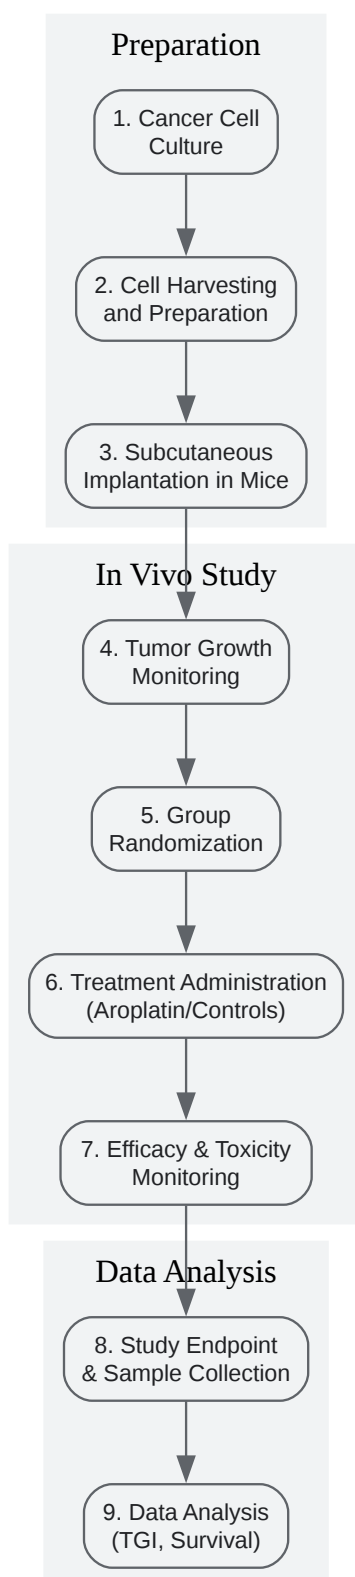 Preparation
1. Cancer Cell
Culture
2. Cell Harvesting
and Preparation
3. Subcutaneous
Implantation in Mice
In Vivo Study
4. Tumor Growth
Monitoring
5. Group
Randomization
6. Treatment Administration
(Aroplatin/Controls)
7. Efficacy & Toxicity
Monitoring
Data Analysis
8. Study Endpoint
& Sample Collection
9. Data Analysis
(TGI, Survival)